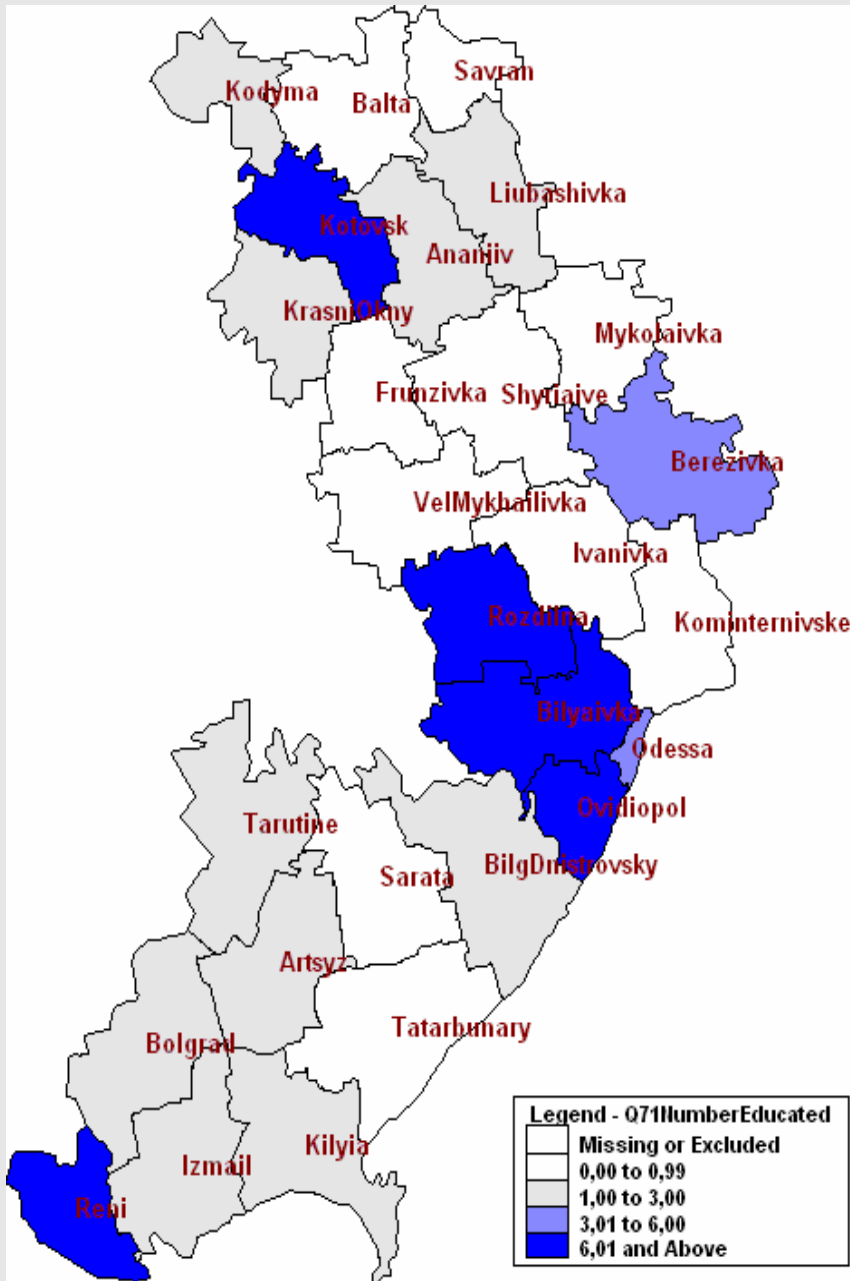 Savran
Kodyma
Balta
Liubashivka
Kotovsk
Ananjiv
KrasniOkny
Mykolaivka
Frunzivka
Shyriaive
Berezivka
VelMykhailivka
Ivanivka
Rozdilna
Kominternivske
Bilyaivka
Odessa
Ovidiopol
Tarutine
BilgDnistrovsky
Sarata
Artsyz
Tatarbunary
Bolgrad
Kilyia
Izmail
Reni
Legend - Q71NumberEducated
Missing or Excluded
0,00 to 0,99
1,00 to 3,00
3,01 to 6,00
6,01 and Above